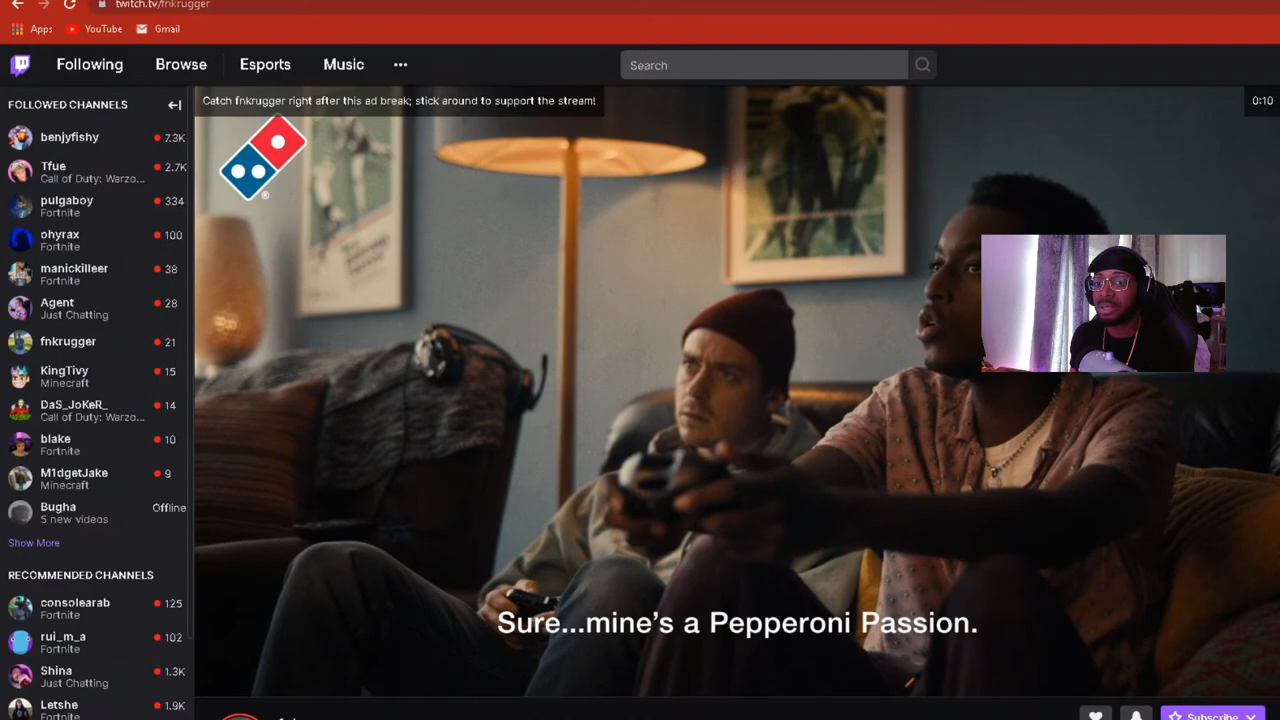 twitch.tv/fnkrugger
Apps YouTube Gmail
Following Browse Esports Music
Search
FOLLOWED CHANNELS
Catch fnkrugger right after this ad break; stick around to support the stream!
0:10
benjyfishy 7.3K
Tfue
Call of Duty: Warzo... 2.7K
pulgaboy
Fortnite 334
ohyrax
Fortnite 100
manickilleer
Fortnite 38
Agent
Just Chatting 28
fnkrugger 21
KingTivy
Minecraft 15
DaS_JoKeR_
Call of Duty: Warzo... 14
blake
Fortnite 10
M1dgetJake
Minecraft 9
Bugha
5 new videos Offline
Show More
RECOMMENDED CHANNELS
consolearab
Fortnite 125
rui_m_a
Fortnite 102
Shina
Just Chatting 1.3K
Letshe
Fortnite 1.9K
Sure...mine's a Pepperoni Passion.
Subscribe